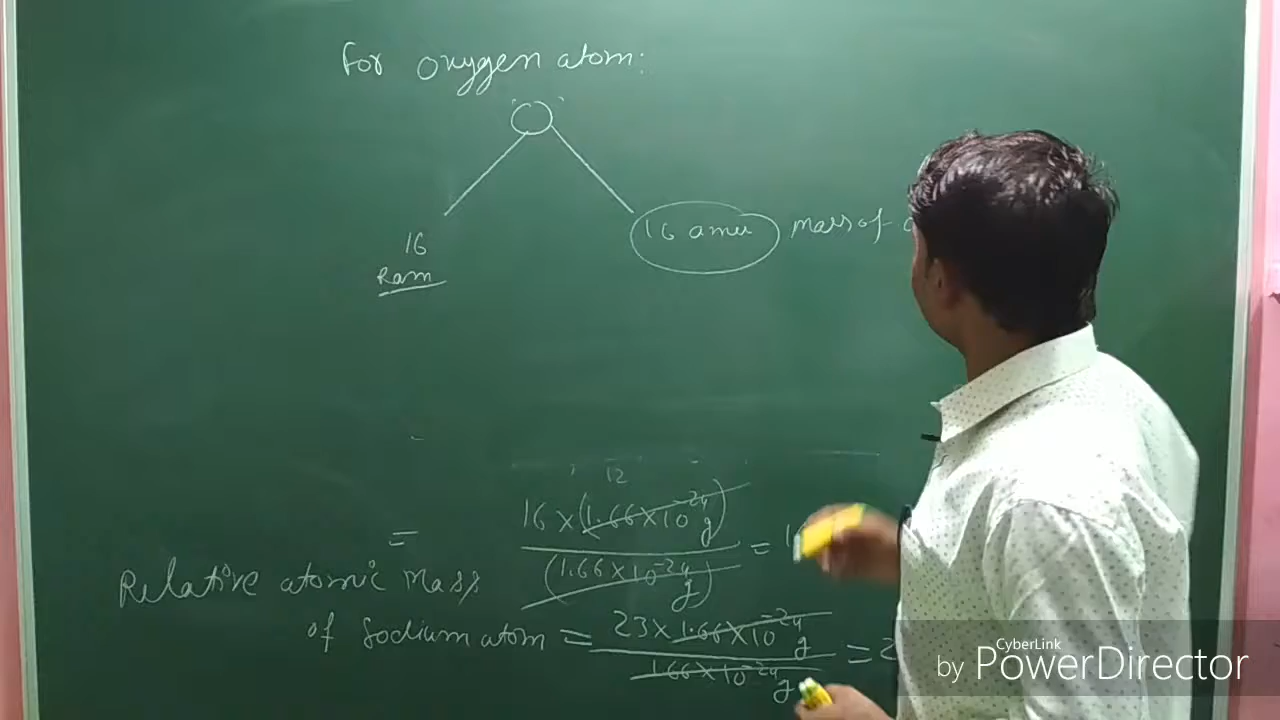 For oxygen atom:
16
Ram
16 amu mass of
12
16 × (1.66×10⁻²⁴ g)
= =
(1.66×10⁻²⁴ g)
Relative atomic Mass
of Sodium atom = 23×1.66×10⁻²⁴ g = 2
1.66×10⁻²⁴ g
CyberLink
by PowerDirector